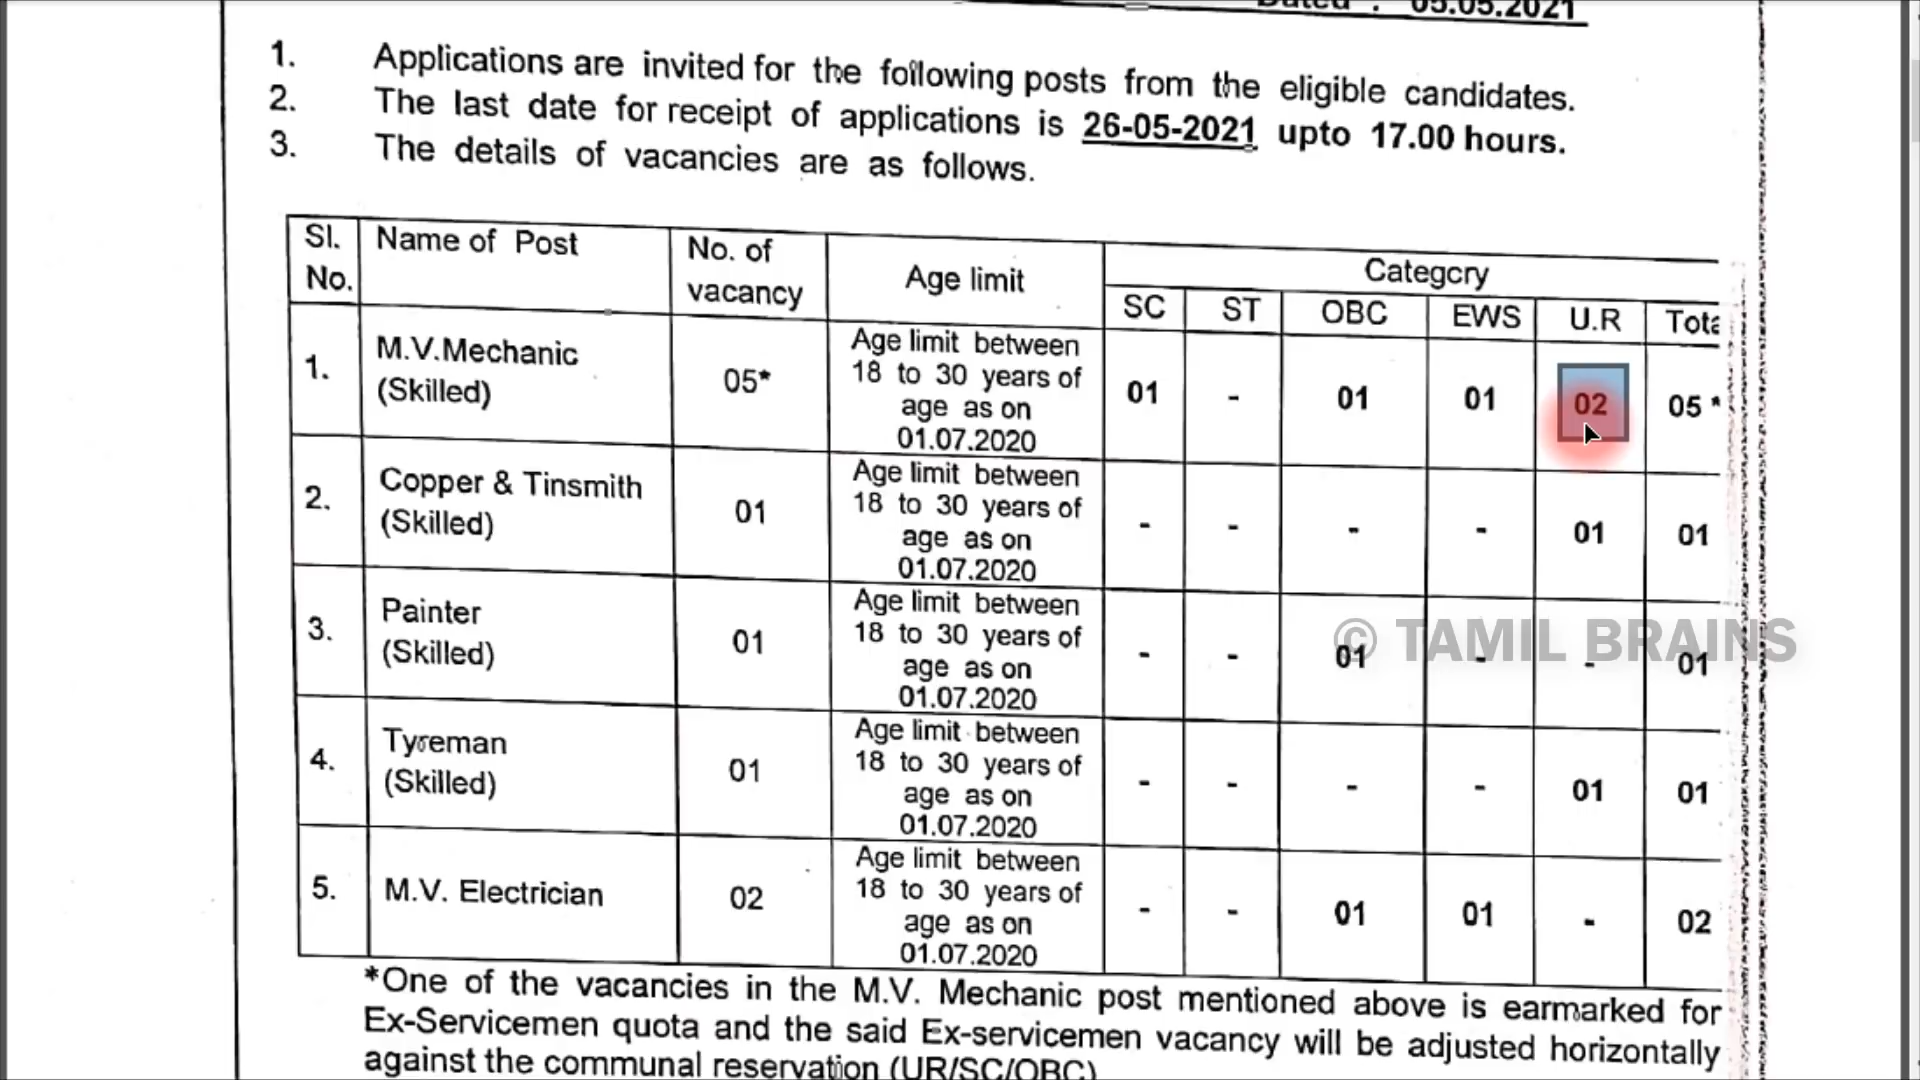 Dated : 05.05.2021
1. Applications are invited for the following posts from the eligible candidates.
2. The last date for receipt of applications is 26-05-2021 upto 17.00 hours.
3. The details of vacancies are as follows.
Sl. No. Name of Post No. of vacancy Age limit Category
SC ST OBC EWS U.R Tota
1. M.V.Mechanic (Skilled) 05* Age limit between 18 to 30 years of age as on 01.07.2020 01 - 01 01 02 05 *
2. Copper & Tinsmith (Skilled) 01 Age limit between 18 to 30 years of age as on 01.07.2020 - - - - 01 01
3. Painter (Skilled) 01 Age limit between 18 to 30 years of age as on 01.07.2020 - - 01 - - 01
4. Tyreman (Skilled) 01 Age limit between 18 to 30 years of age as on 01.07.2020 - - - - 01 01
5. M.V. Electrician 02 Age limit between 18 to 30 years of age as on 01.07.2020 - - 01 01 - 02
*One of the vacancies in the M.V. Mechanic post mentioned above is earmarked for
Ex-Servicemen quota and the said Ex-servicemen vacancy will be adjusted horizontally
against the communal reservation (UR/SC/OBC)
© TAMIL BRAINS